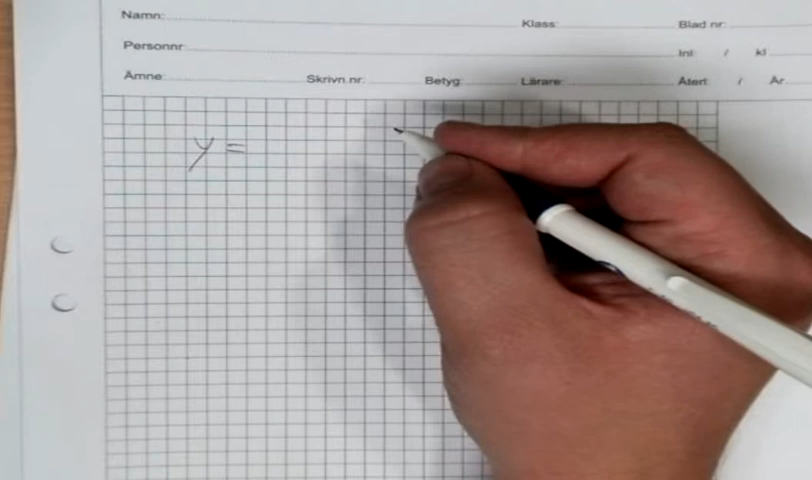 Namn: Klass: Blad nr:
Personnr: Inl: / kl
Ämne: Skrivn.nr: Betyg: Lärare: Återl: / År
y =